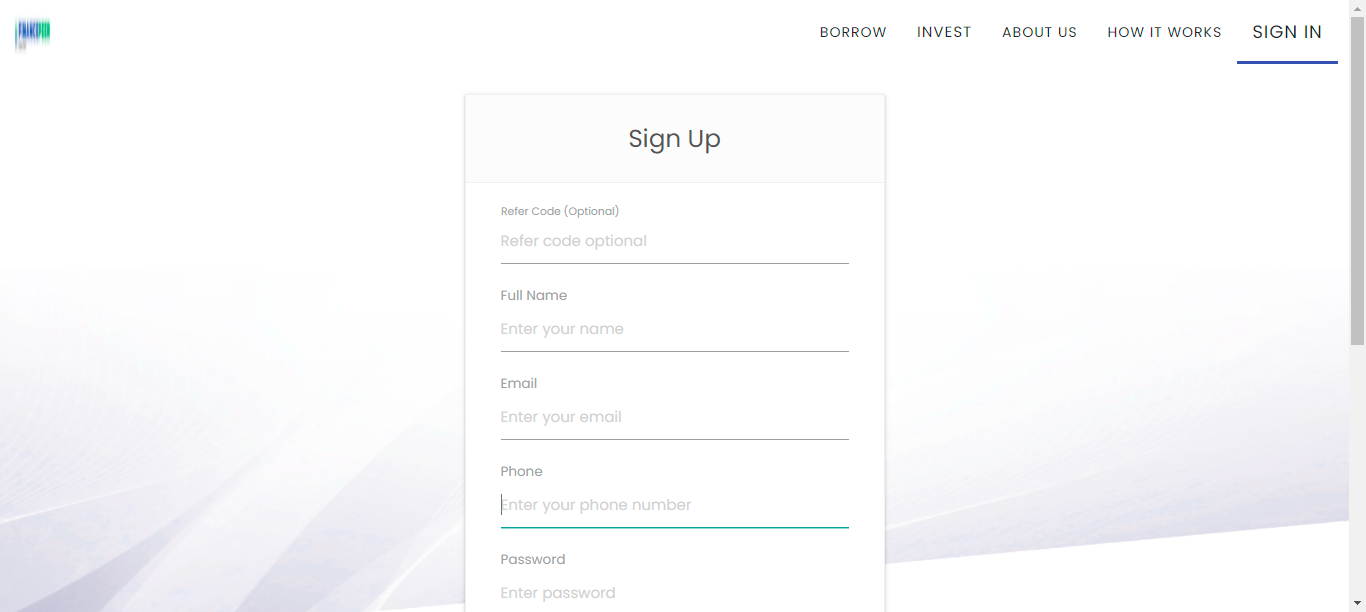 FINANCEPEER
BORROW
INVEST
ABOUT US
HOW IT WORKS
SIGN IN
Sign Up
Refer Code (Optional)
Refer code optional
Full Name
Enter your name
Email
Enter your email
Phone
Enter your phone number
Password
Enter password